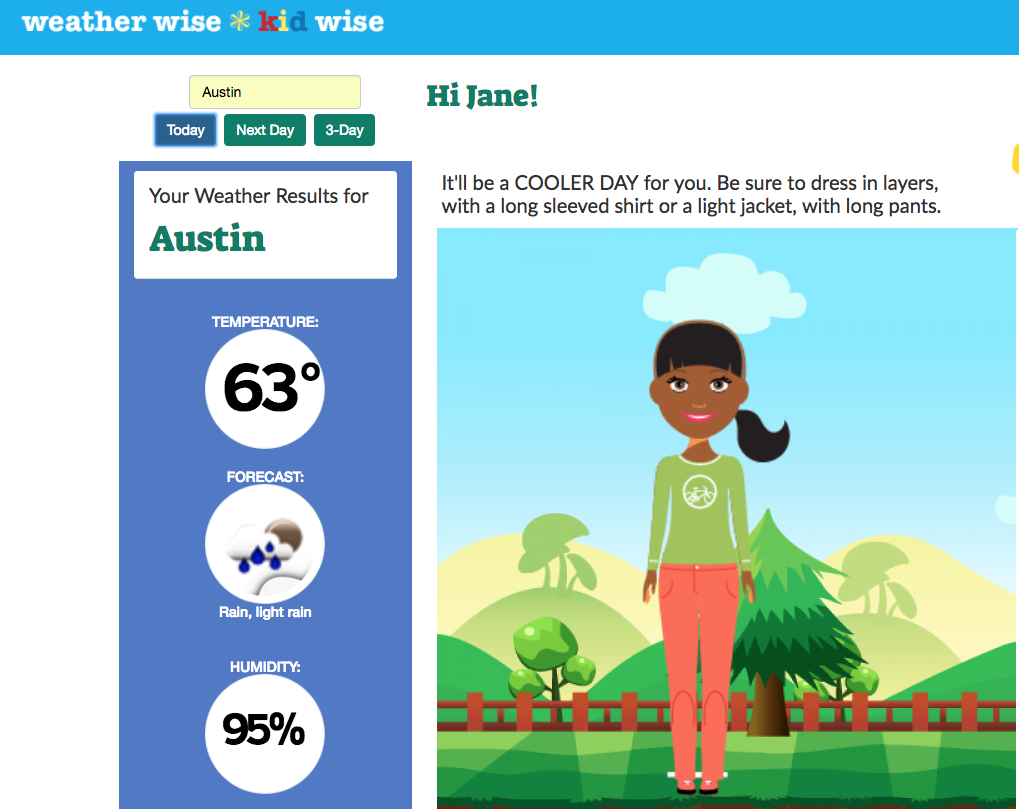 weather wise kid wise
Austin
Today Next Day 3-Day
Hi Jane!
Your Weather Results for
Austin
TEMPERATURE:
63°
FORECAST:
Rain, light rain
HUMIDITY:
95%
It'll be a COOLER DAY for you. Be sure to dress in layers,
with a long sleeved shirt or a light jacket, with long pants.